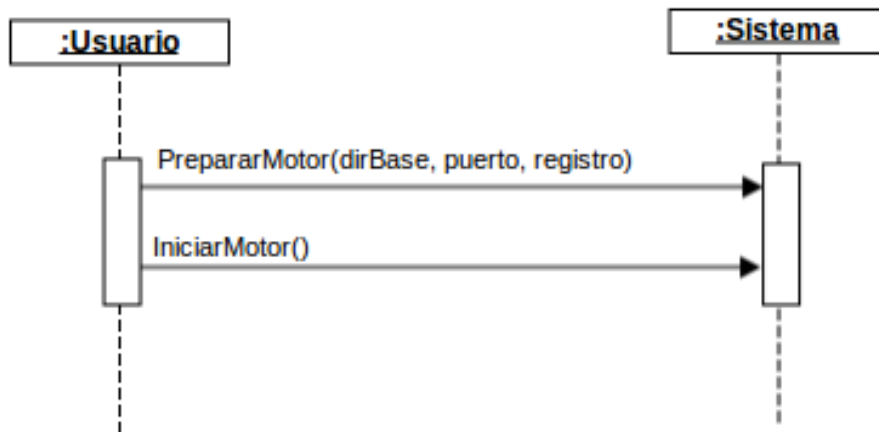 :Usuario
:Sistema
PrepararMotor(dirBase, puerto, registro)
IniciarMotor()